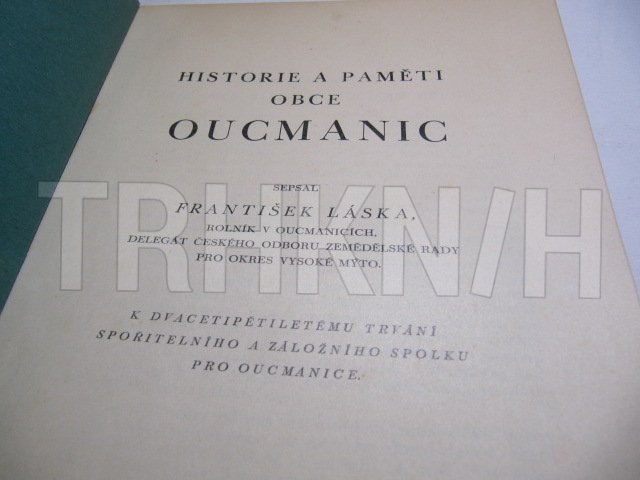 HISTORIE A PAMĚTI
OBCE
OUCMANIC
SEPSAL
FRANTIŠEK LÁSKA,
ROLNÍK V OUCMANICÍCH,
DELEGÁT ČESKÉHO ODBORU ZEMĚDĚLSKÉ RADY
PRO OKRES VYSOKÉ MÝTO.
TRHKN/H
K DVACETIPĚTILETÉMU TRVÁNÍ
SPOŘITELNÍHO A ZÁLOŽNÍHO SPOLKU
PRO OUCMANICE.